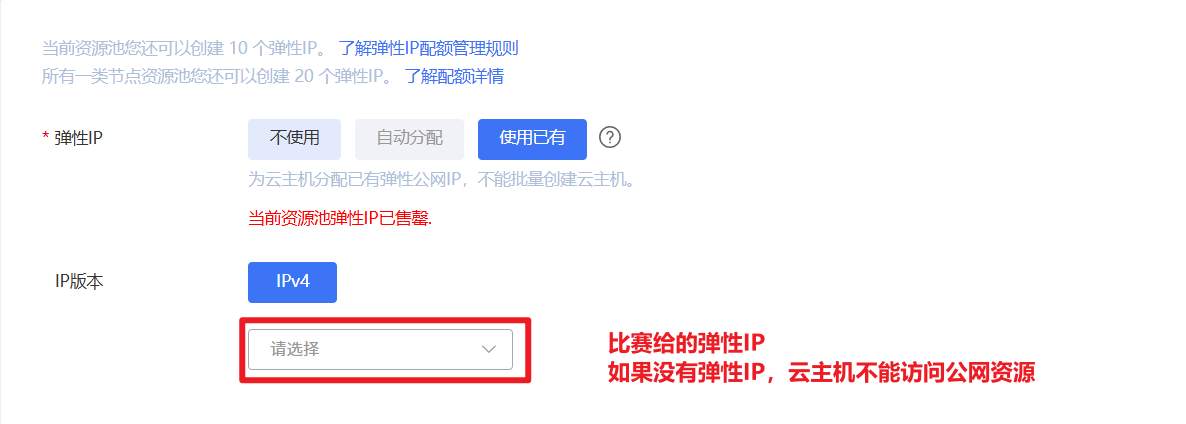 当前资源池您还可以创建 10 个弹性IP。 了解弹性IP配额管理规则
所有一类节点资源池您还可以创建 20 个弹性IP。 了解配额详情
* 弹性IP 不使用 自动分配 使用已有 ?
为云主机分配已有弹性公网IP，不能批量创建云主机。
当前资源池弹性IP已售罄.
IP版本 IPv4
请选择
比赛给的弹性IP
如果没有弹性IP，云主机不能访问公网资源